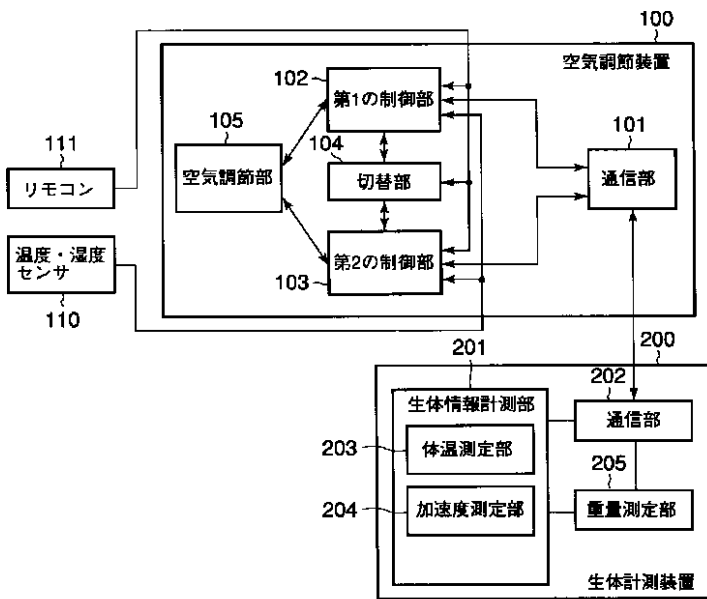 100
空気調節装置
102
第1の制御部
105
空気調節部
104
切替部
101
通信部
111
リモコン
温度・湿度
センサ
110
第2の制御部
103
200
201
生体情報計測部
202
通信部
203
体温測定部
205
重量測定部
204
加速度測定部
生体計測装置